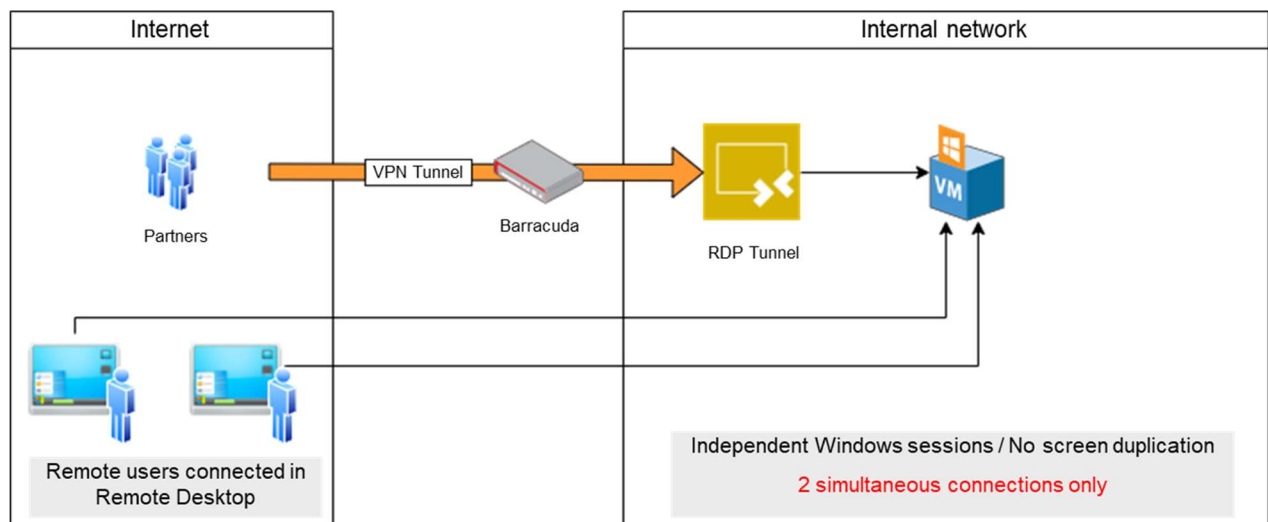 Internet
Internal network
VPN Tunnel
VM
Partners
Barracuda
RDP Tunnel
Remote users connected in
Remote Desktop
Independent Windows sessions / No screen duplication
2 simultaneous connections only